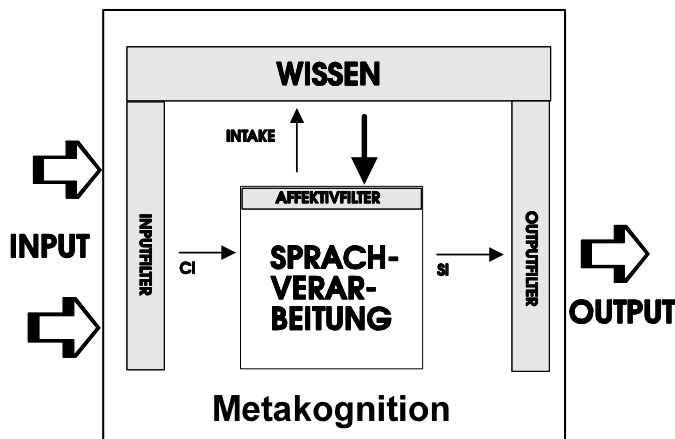 WISSEN
INTAKE
AFFEKTIVFILTER
INPUT
INPUTFILTER
CI
SPRACH-
VERAR-
BEITUNG
SI
OUTPUTFILTER
OUTPUT
Metakognition